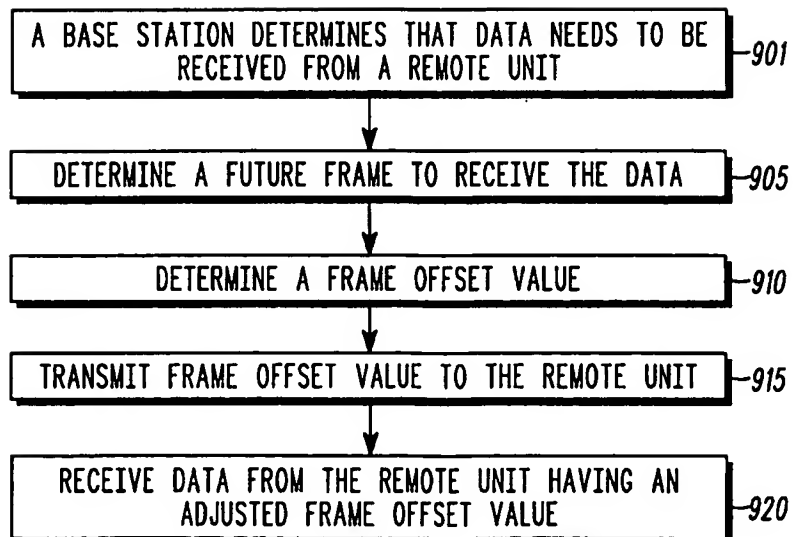 A BASE STATION DETERMINES THAT DATA NEEDS TO BE
RECEIVED FROM A REMOTE UNIT
901
DETERMINE A FUTURE FRAME TO RECEIVE THE DATA
905
DETERMINE A FRAME OFFSET VALUE
910
TRANSMIT FRAME OFFSET VALUE TO THE REMOTE UNIT
915
RECEIVE DATA FROM THE REMOTE UNIT HAVING AN
ADJUSTED FRAME OFFSET VALUE
920